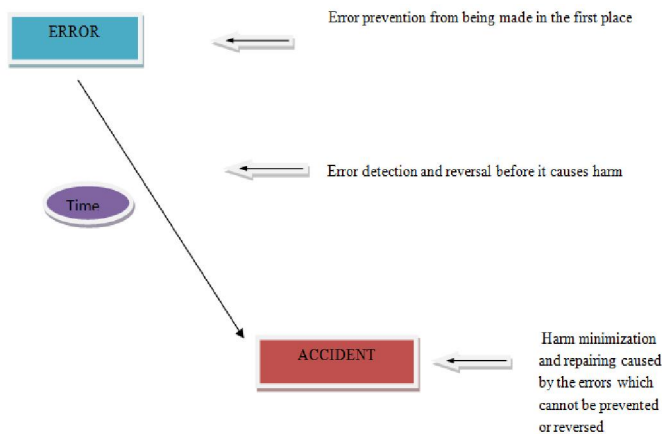 Error prevention from being made in the first place
ERROR
Error detection and reversal before it causes harm
Time
ACCIDENT
Harm minimization
and repairing caused
by the errors which
cannot be prevented
or reversed